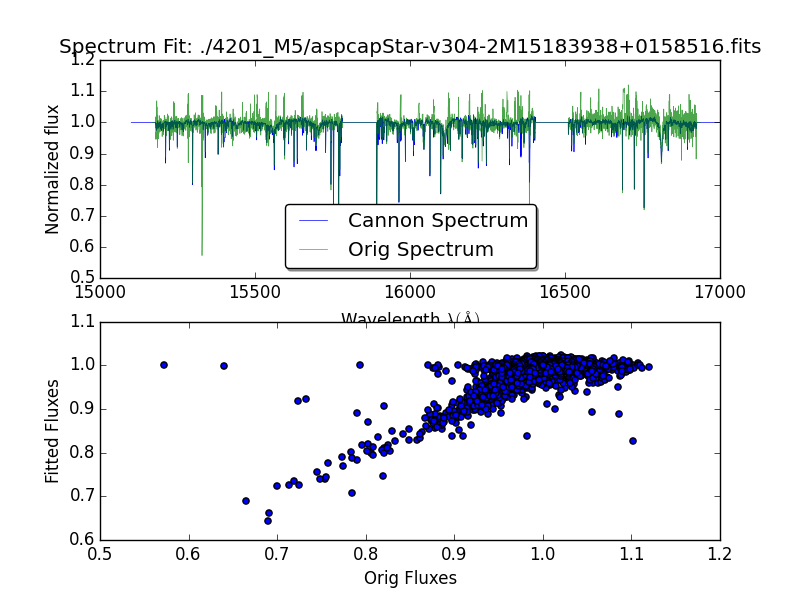 Spectrum Fit: ./4201_M5/aspcapStar-v304-2M15183938+0158516.fits
1.2
1.1
1.0
0.9
0.8
0.7
0.6
0.5
Normalized flux
Cannon Spectrum
Orig Spectrum
15000 15500 16000 16500 17000
Wavelength λ(Å)
1.1
1.0
0.9
0.8
0.7
0.6
Fitted Fluxes
0.5 0.6 0.7 0.8 0.9 1.0 1.1 1.2
Orig Fluxes